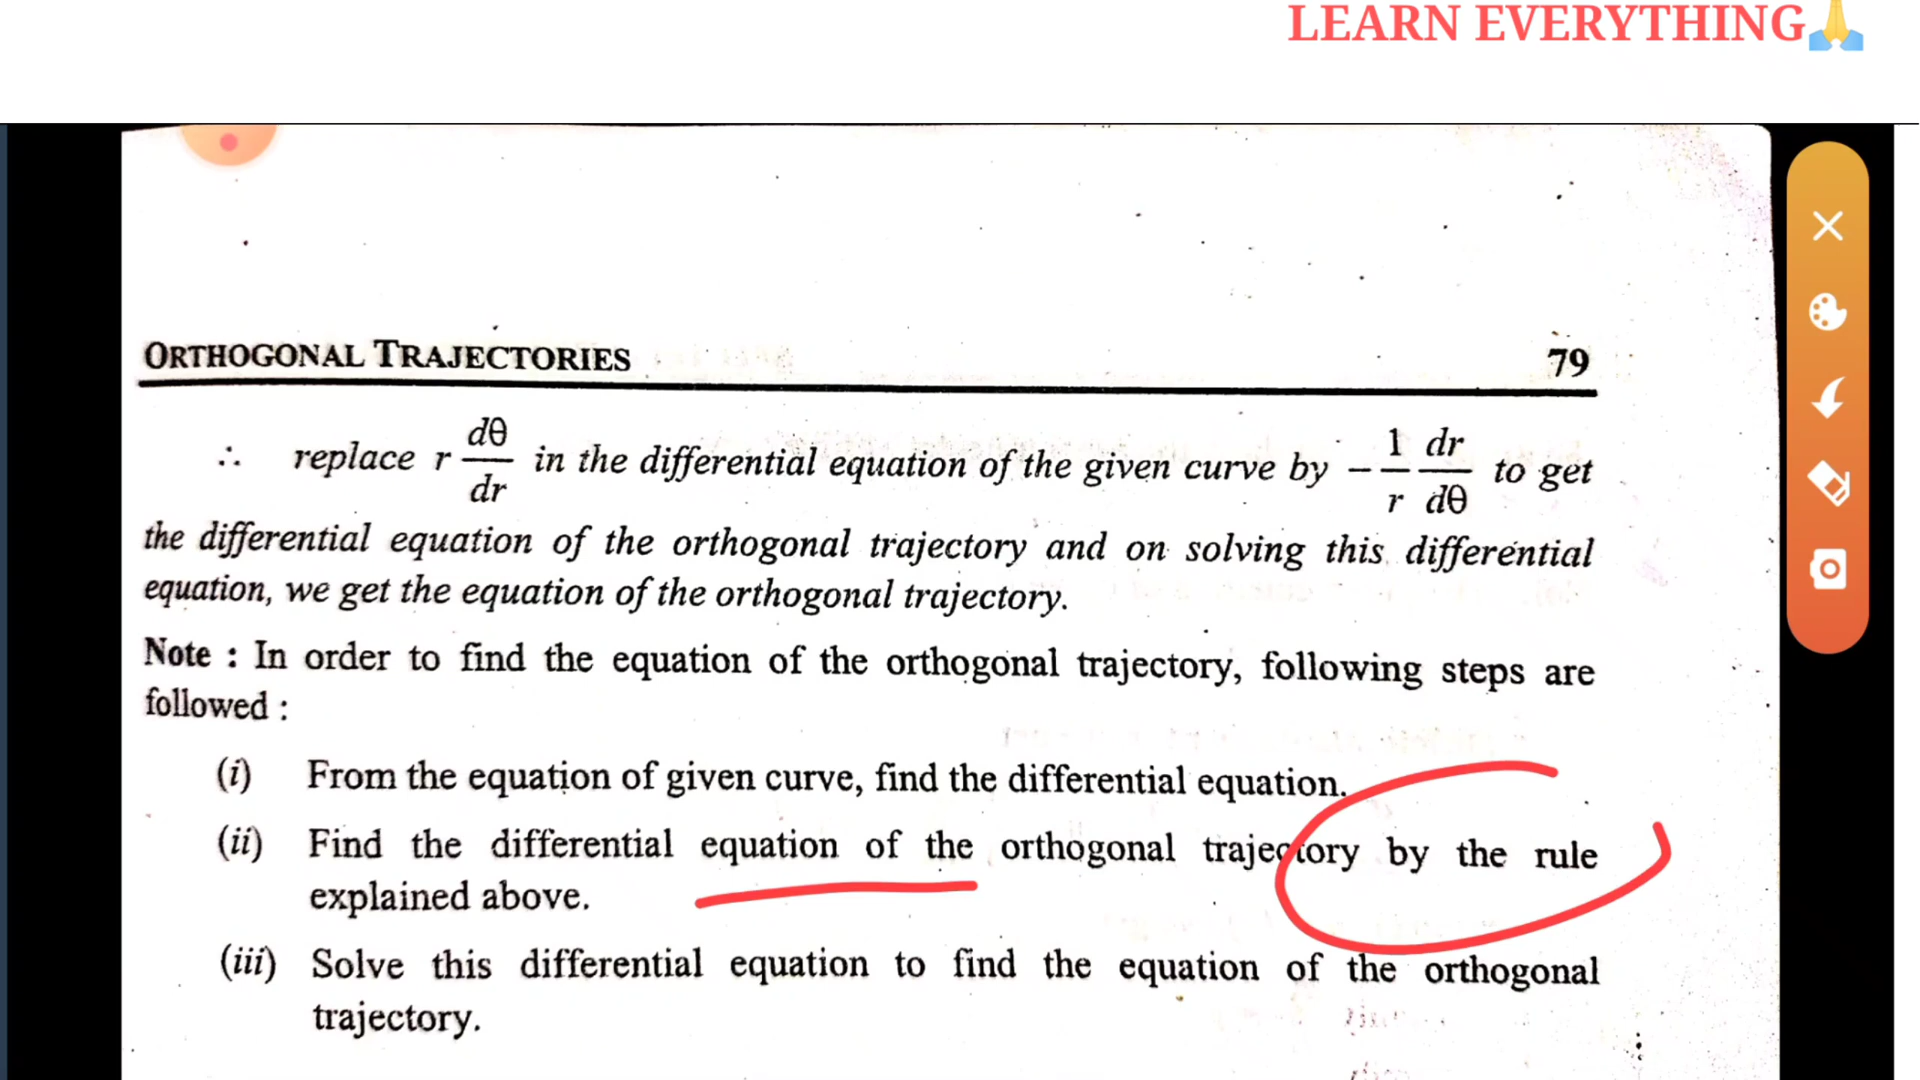 LEARN EVERYTHING🙏
ORTHOGONAL TRAJECTORIES 79
∴ replace r dθ/dr in the differential equation of the given curve by − 1/r dr/dθ to get
the differential equation of the orthogonal trajectory and on solving this differential
equation, we get the equation of the orthogonal trajectory.
Note : In order to find the equation of the orthogonal trajectory, following steps are
followed :
(i) From the equation of given curve, find the differential equation.
(ii) Find the differential equation of the orthogonal trajectory by the rule
explained above.
(iii) Solve this differential equation to find the equation of the orthogonal
trajectory.